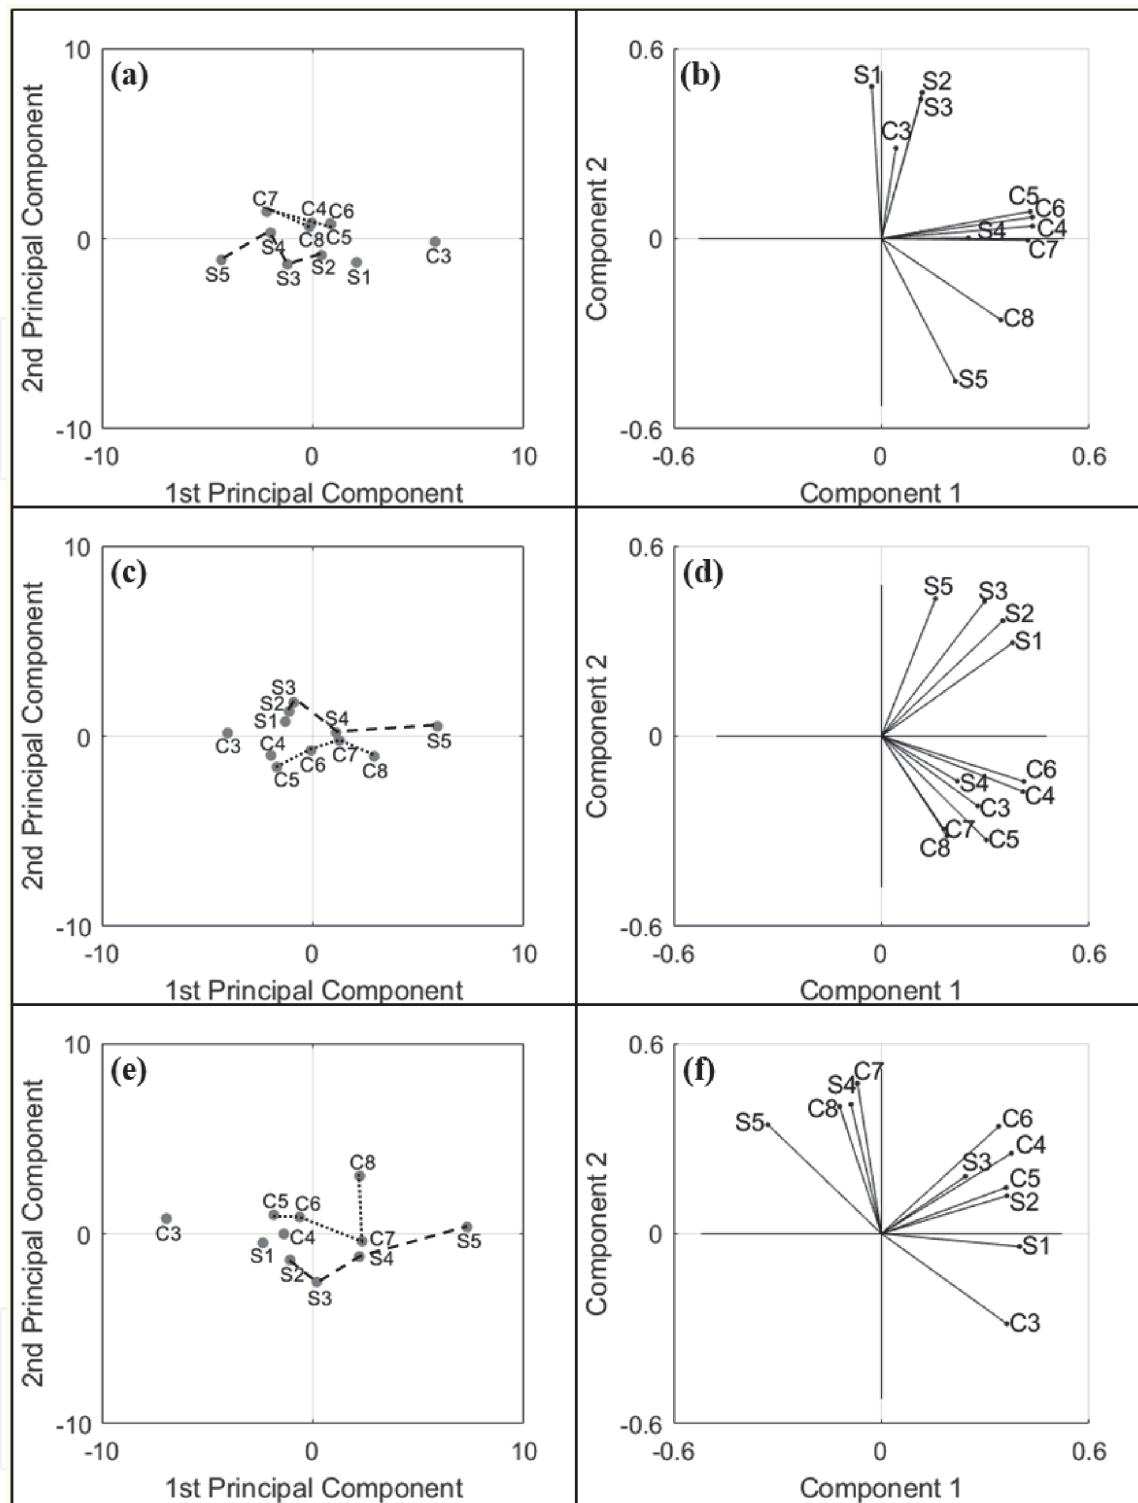 (a)
10
0
-10
-10 0 10
2nd Principal Component
1st Principal Component
C7 C4 C6
C8 C5
S4
S5 S3 S2 S1 C3
(b)
0.6
0
-0.6
-0.6 0 0.6
Component 2
Component 1
S1 S2
S3
C3
C5
C6
S4 C4
C7
C8
S5
(c)
10
0
-10
-10 0 10
2nd Principal Component
1st Principal Component
S3
S2
S1 S4 S5
C3 C4
C5 C6 C7 C8
(d)
0.6
0
-0.6
-0.6 0 0.6
Component 2
Component 1
S5 S3
S2
S1
C6
S4 C4
C3
C7 C5
C8
(e)
10
0
-10
-10 0 10
2nd Principal Component
1st Principal Component
C8
C5 C6
C3 C4 C7 S5
S1 S4
S2
S3
(f)
0.6
0
-0.6
-0.6 0 0.6
Component 2
Component 1
C7
S4
C8
S5 C6
C4
S3
C5
S2
S1
C3